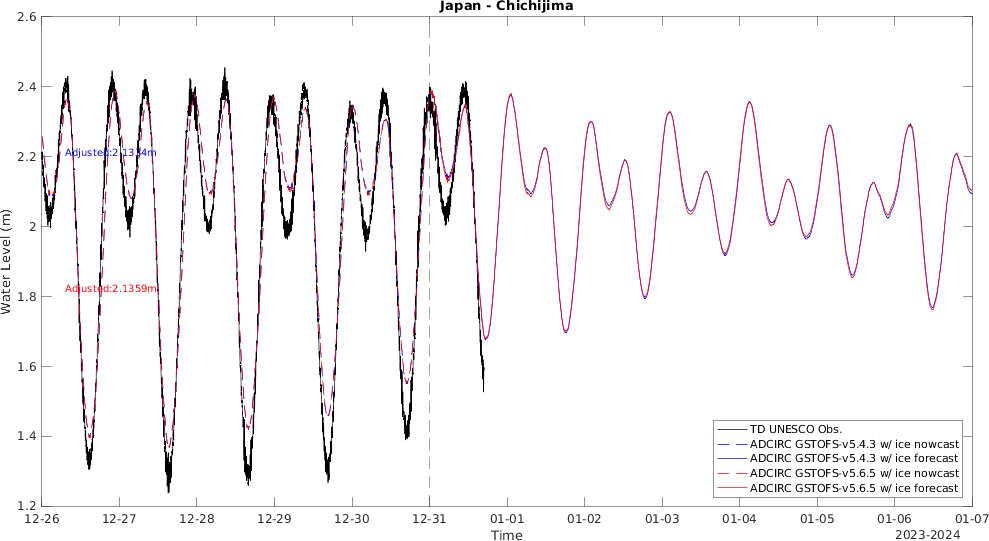 Japan - Chichijima
2.6
2.4
2.2
2
1.8
1.6
1.4
1.2
Water Level (m)
Adjusted:2.1334m
Adjusted:2.1359m
TD UNESCO Obs.
ADCIRC GSTOFS-v5.4.3 w/ ice nowcast
ADCIRC GSTOFS-v5.4.3 w/ ice forecast
ADCIRC GSTOFS-v5.6.5 w/ ice nowcast
ADCIRC GSTOFS-v5.6.5 w/ ice forecast
12-26 12-27 12-28 12-29 12-30 12-31 01-01 01-02 01-03 01-04 01-05 01-06 01-07
Time
2023-2024